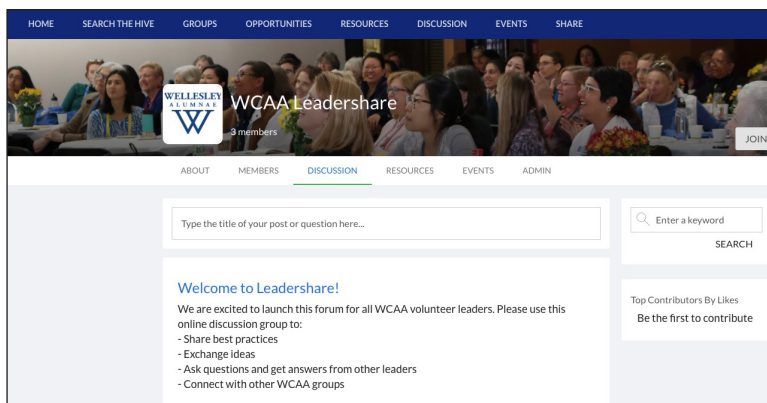 HOME SEARCH THE HIVE GROUPS OPPORTUNITIES RESOURCES DISCUSSION EVENTS SHARE
WELLESLEY
ALUMNAE
W
WCAA Leadershare
3 members
JOIN
ABOUT MEMBERS DISCUSSION RESOURCES EVENTS ADMIN
Type the title of your post or question here...
Enter a keyword
SEARCH
Welcome to Leadershare!
We are excited to launch this forum for all WCAA volunteer leaders. Please use this
online discussion group to:
- Share best practices
- Exchange ideas
- Ask questions and get answers from other leaders
- Connect with other WCAA groups
Top Contributors By Likes
Be the first to contribute